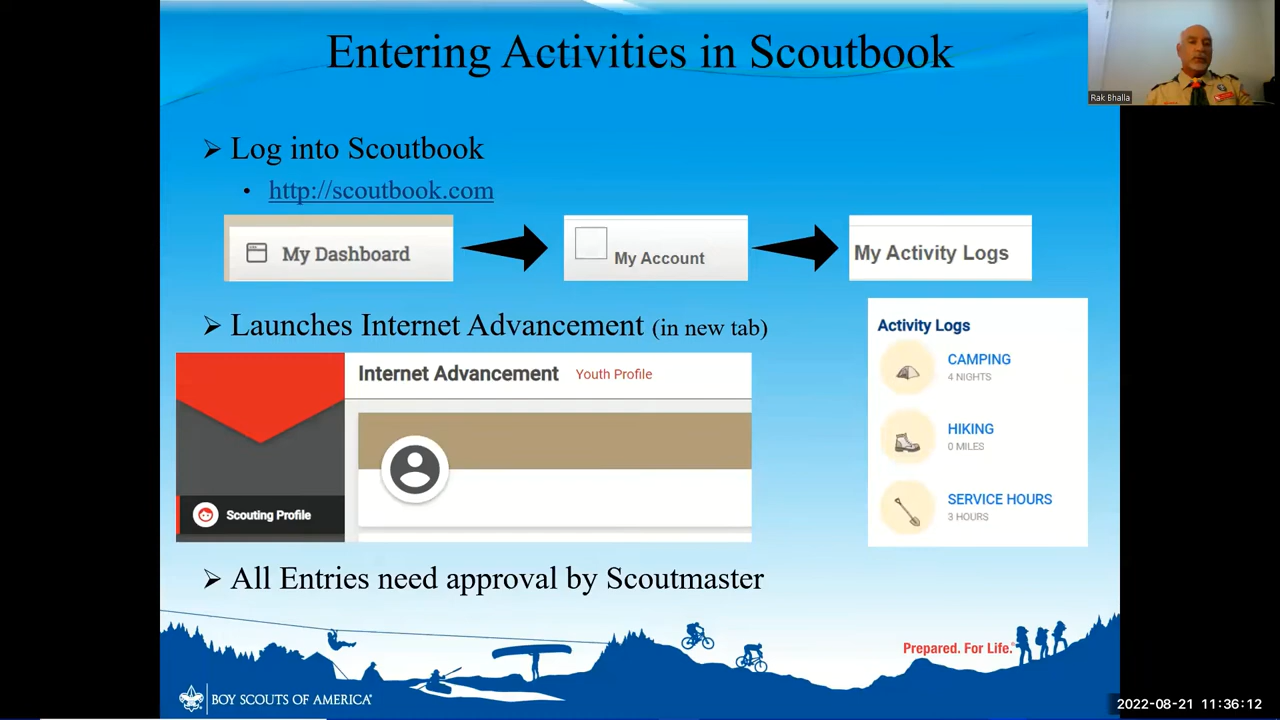 Entering Activities in Scoutbook
Rak Bhalla
➢ Log into Scoutbook
• http://scoutbook.com
My Dashboard
My Account
My Activity Logs
➢ Launches Internet Advancement (in new tab)
Internet Advancement Youth Profile
Scouting Profile
Activity Logs
CAMPING
4 NIGHTS
HIKING
0 MILES
SERVICE HOURS
3 HOURS
➢ All Entries need approval by Scoutmaster
Prepared. For Life.®
BOY SCOUTS OF AMERICA®
2022-08-21 11:36:12